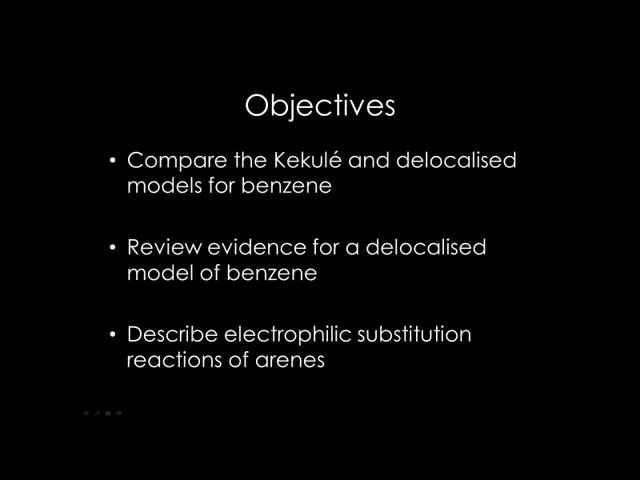 Objectives
• Compare the Kekulé and delocalised
models for benzene
• Review evidence for a delocalised
model of benzene
• Describe electrophilic substitution
reactions of arenes